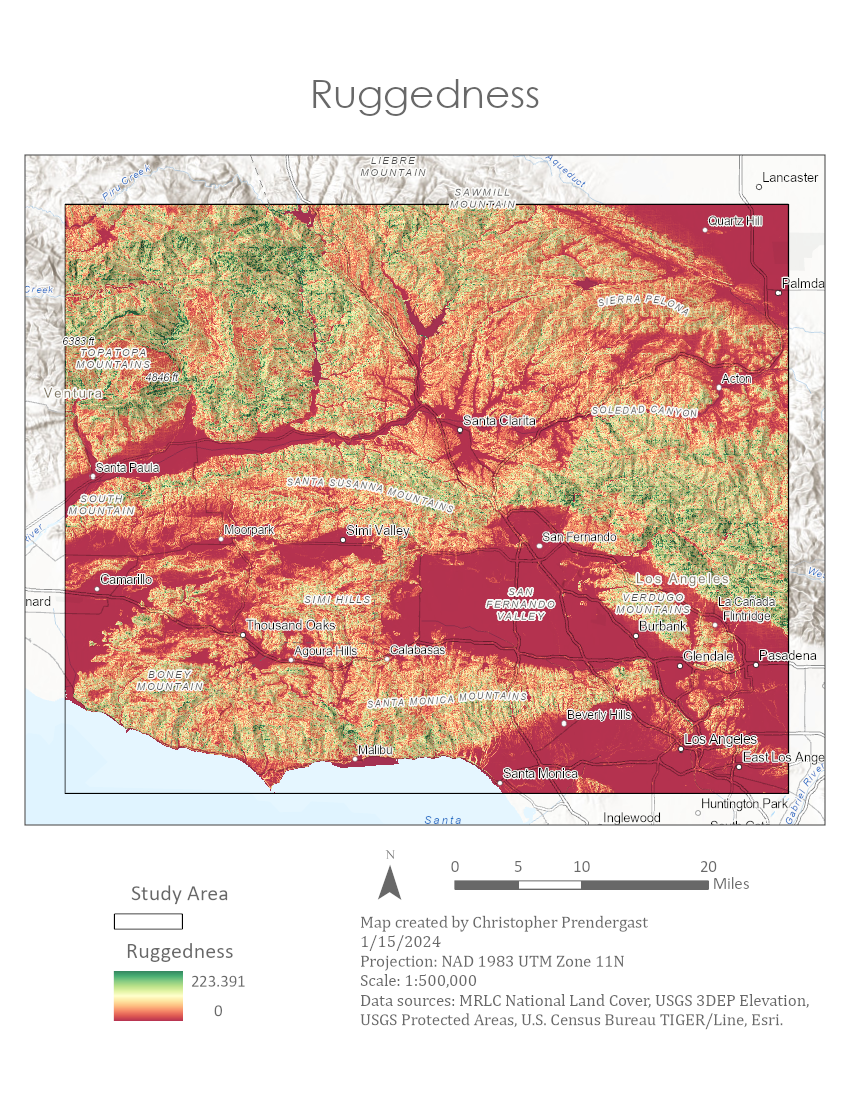 Ruggedness
LIEBRE
MOUNTAIN
Piru Creek
Aqueduct
Lancaster
SAWMILL
MOUNTAIN
Quartz Hill
Creek
Palmda
SIERRA PELONA
6383 ft
TOPATOPA
MOUNTAINS
4846 ft
Acton
Ventura
SOLEDAD CANYON
Santa Clarita
Santa Paula
SANTA SUSANNA MOUNTAINS
SOUTH
MOUNTAIN
Moorpark
Simi Valley
San Fernando
River
We
Camarillo
Los Angeles
nard
SIMI HILLS
SAN
FERNANDO
VALLEY
VERDUGO
MOUNTAINS
La Canada
Flintridge
Thousand Oaks
Burbank
Agoura Hills
Calabasas
Glendale
Pasadena
BONEY
MOUNTAIN
SANTA MONICA MOUNTAINS
Beverly Hills
Malibu
Los Angeles
East Los Ange
Santa Monica
Gabriel River
Huntington Park
Santa
Inglewood
N
0 5 10 20
Miles
Study Area
Ruggedness
223.391
0
Map created by Christopher Prendergast
1/15/2024
Projection: NAD 1983 UTM Zone 11N
Scale: 1:500,000
Data sources: MRLC National Land Cover, USGS 3DEP Elevation,
USGS Protected Areas, U.S. Census Bureau TIGER/Line, Esri.